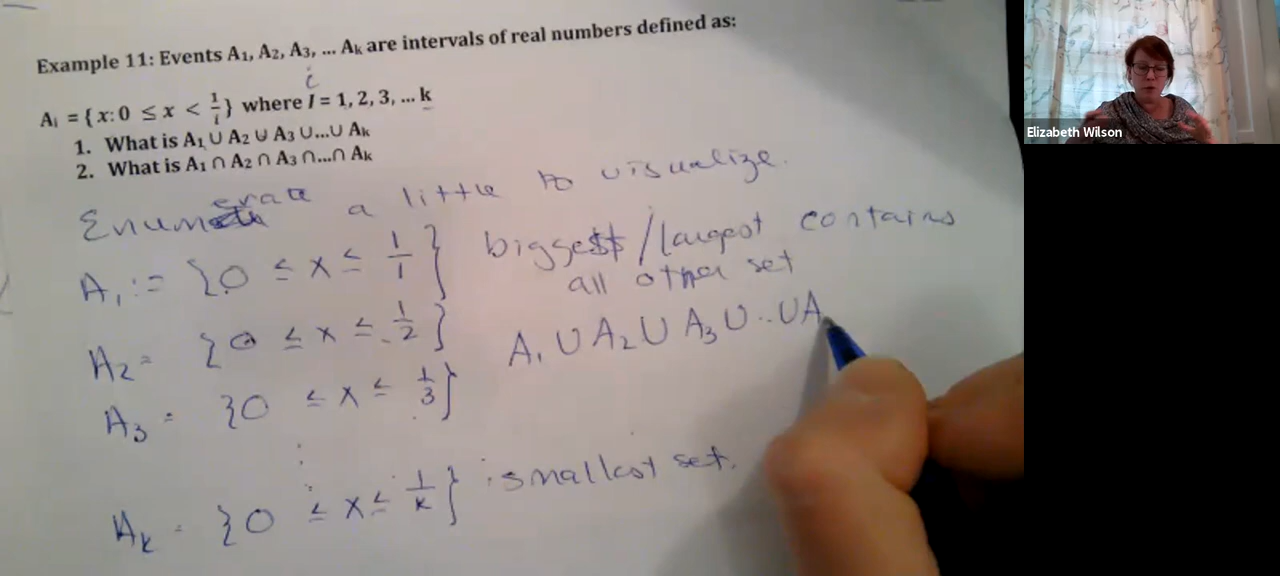 Example 11: Events A₁, A₂, A₃, ... Aₖ are intervals of real numbers defined as:
i
Aᵢ = { x: 0 ≤ x < 1/i } where I = 1, 2, 3, ... k
1. What is A₁ ∪ A₂ ∪ A₃ ∪...∪ Aₖ
2. What is A₁ ∩ A₂ ∩ A₃ ∩...∩ Aₖ
Enumerate a little to visualize.
A₁ := {0 ≤ x ≤ 1/1} biggest/largest contains
all other set
A₂ = {0 ≤ x ≤ 1/2} A₁ ∪ A₂ ∪ A₃ ∪ .. ∪ A
A₃ = {0 ≤ x ≤ 1/3}
⋮
Aₖ = {0 ≤ x ≤ 1/k} smallest set.
Elizabeth Wilson